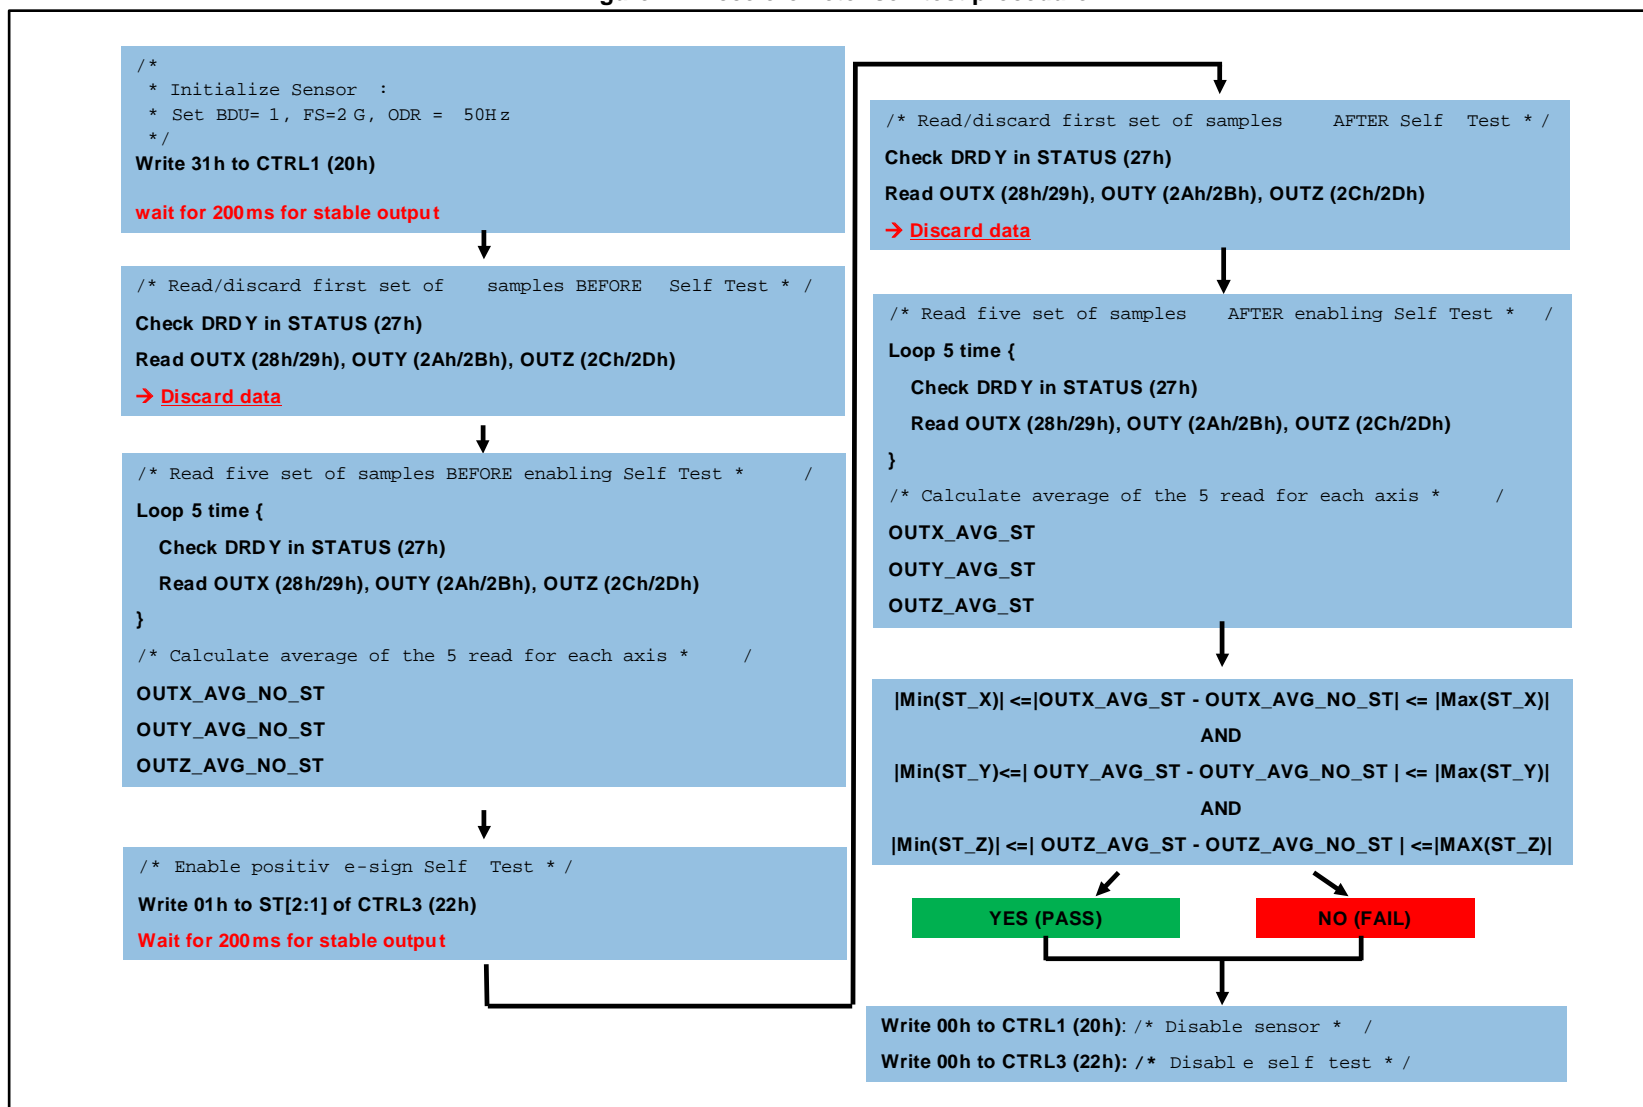 /*
* Initialize Sensor :
* Set BDU= 1, FS=2 G, ODR = 50Hz
*/
Write 31h to CTRL1 (20h)
wait for 200ms for stable output
/* Read/discard first set of samples BEFORE Self Test * /
Check DRDY in STATUS (27h)
Read OUTX (28h/29h), OUTY (2Ah/2Bh), OUTZ (2Ch/2Dh)
→ Discard data
/* Read five set of samples BEFORE enabling Self Test * /
Loop 5 time {
Check DRDY in STATUS (27h)
Read OUTX (28h/29h), OUTY (2Ah/2Bh), OUTZ (2Ch/2Dh)
}
/* Calculate average of the 5 read for each axis * /
OUTX_AVG_NO_ST
OUTY_AVG_NO_ST
OUTZ_AVG_NO_ST
/* Enable positiv e-sign Self Test * /
Write 01h to ST[2:1] of CTRL3 (22h)
Wait for 200ms for stable output
/* Read/discard first set of samples AFTER Self Test * /
Check DRDY in STATUS (27h)
Read OUTX (28h/29h), OUTY (2Ah/2Bh), OUTZ (2Ch/2Dh)
→ Discard data
/* Read five set of samples AFTER enabling Self Test * /
Loop 5 time {
Check DRDY in STATUS (27h)
Read OUTX (28h/29h), OUTY (2Ah/2Bh), OUTZ (2Ch/2Dh)
}
/* Calculate average of the 5 read for each axis * /
OUTX_AVG_ST
OUTY_AVG_ST
OUTZ_AVG_ST
|Min(ST_X)| <=|OUTX_AVG_ST - OUTX_AVG_NO_ST| <= |Max(ST_X)|
AND
|Min(ST_Y)<=| OUTY_AVG_ST - OUTY_AVG_NO_ST | <= |Max(ST_Y)|
AND
|Min(ST_Z)| <=| OUTZ_AVG_ST - OUTZ_AVG_NO_ST | <=|MAX(ST_Z)|
YES (PASS)
NO (FAIL)
Write 00h to CTRL1 (20h): /* Disable sensor * /
Write 00h to CTRL3 (22h): /* Disabl e self test * /